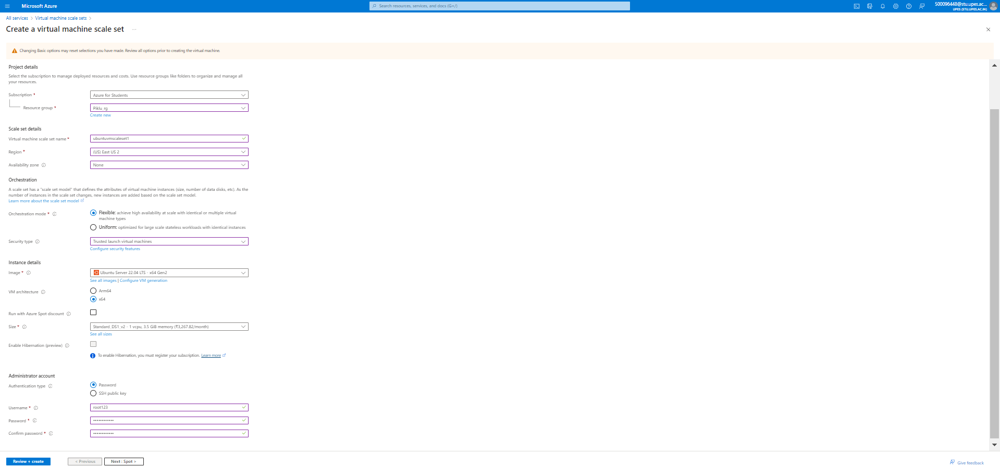 Microsoft Azure
Search resources, services, and docs (G+/)
500096448@stu.upes.ac...
UPES (STU.UPES.AC.IN)
All services > Virtual machine scale sets >
Create a virtual machine scale set ...
Changing Basic options may reset selections you have made. Review all options prior to creating the virtual machine.
Project details
Select the subscription to manage deployed resources and costs. Use resource groups like folders to organize and manage all
your resources.
Subscription *
Azure for Students
Resource group *
Piklu_rg
Create new
Scale set details
Virtual machine scale set name *
ubuntuvmscaleset1
Region *
(US) East US 2
Availability zone
None
Orchestration
A scale set has a "scale set model" that defines the attributes of virtual machine instances (size, number of data disks, etc). As the
number of instances in the scale set changes, new instances are added based on the scale set model.
Learn more about the scale set model
Orchestration mode *
Flexible: achieve high availability at scale with identical or multiple virtual
machine types
Uniform: optimized for large scale stateless workloads with identical instances
Security type
Trusted launch virtual machines
Configure security features
Instance details
Image *
Ubuntu Server 22.04 LTS - x64 Gen2
See all images | Configure VM generation
VM architecture
Arm64
x64
Run with Azure Spot discount
Size *
Standard_DS1_v2 - 1 vcpu, 3.5 GiB memory (₹3,267.82/month)
See all sizes
Enable Hibernation (preview)
To enable Hibernation, you must register your subscription. Learn more
Administrator account
Authentication type
Password
SSH public key
Username *
root123
Password *
••••••••••••
Confirm password *
••••••••••••
Review + create
< Previous
Next : Spot >
Give feedback